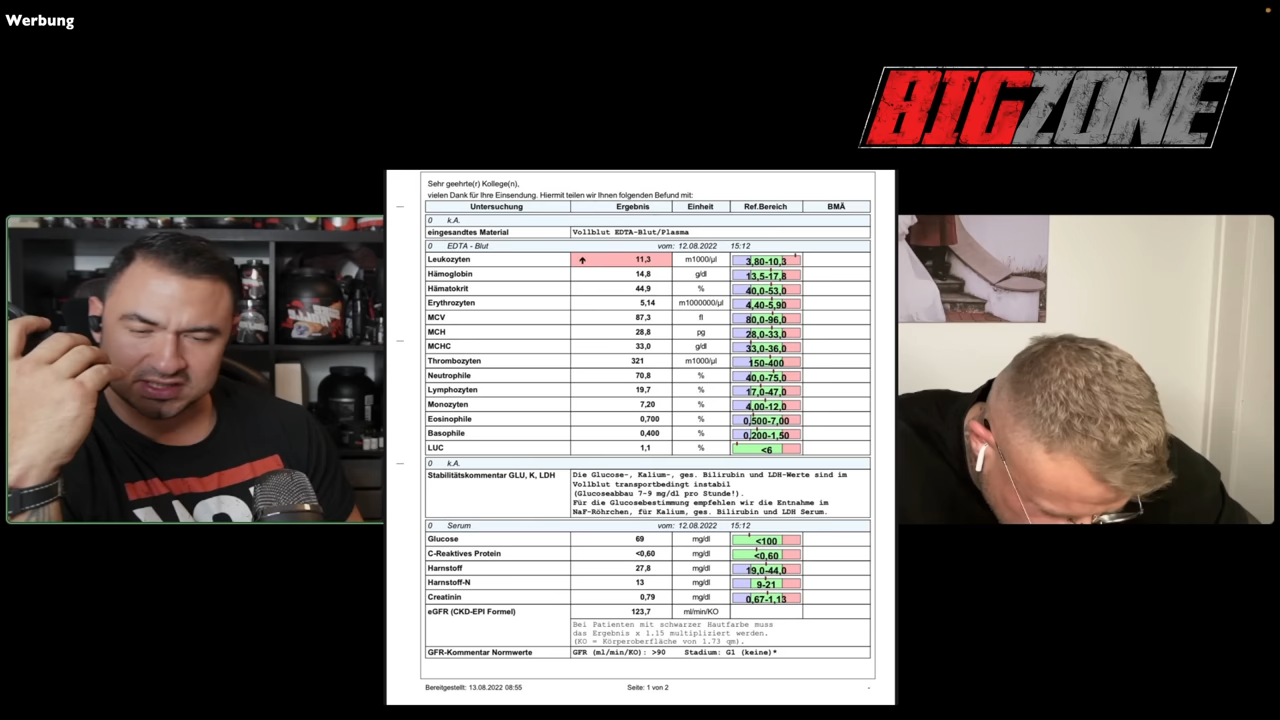 Werbung
BIGZONE
Sehr geehrte(r) Kollege(n),
vielen Dank für Ihre Einsendung. Hiermit teilen wir Ihnen folgenden Befund mit:
Untersuchung Ergebnis Einheit Ref.Bereich BMÄ
0 k.A.
eingesandtes Material Vollblut EDTA-Blut/Plasma
0 EDTA - Blut vom: 12.08.2022 15:12
Leukozyten ↑ 11,3 m1000/µl 3,80-10,3
Hämoglobin 14,8 g/dl 13,5-17,8
Hämatokrit 44,9 % 40,0-53,0
Erythrozyten 5,14 m1000000/µl 4,40-5,90
MCV 87,3 fl 80,0-96,0
MCH 28,8 pg 28,0-33,0
MCHC 33,0 g/dl 33,0-36,0
Thrombozyten 321 m1000/µl 150-400
Neutrophile 70,8 % 40,0-75,0
Lymphozyten 19,7 % 17,0-47,0
Monozyten 7,20 % 4,00-12,0
Eosinophile 0,700 % 0,500-7,00
Basophile 0,400 % 0,200-1,50
LUC 1,1 % <6
0 k.A.
Stabilitätskommentar GLU, K, LDH Die Glucose-, Kalium-, ges. Bilirubin und LDH-Werte sind im
Vollblut transportbedingt instabil
(Glucoseabbau 7-9 mg/dl pro Stunde!).
Für die Glucosebestimmung empfehlen wir die Entnahme im
NaF-Röhrchen, für Kalium, ges. Bilirubin und LDH Serum.
0 Serum vom: 12.08.2022 15:12
Glucose 69 mg/dl <100
C-Reaktives Protein <0,60 mg/dl <0,60
Harnstoff 27,8 mg/dl 19,0-44,0
Harnstoff-N 13 mg/dl 9-21
Creatinin 0,79 mg/dl 0,67-1,13
eGFR (CKD-EPI Formel) 123,7 ml/min/KO
Bei Patienten mit schwarzer Hautfarbe muss
das Ergebnis x 1.15 multipliziert werden.
(KO = Körperoberfläche von 1.73 qm).
GFR-Kommentar Normwerte GFR (ml/min/KO): >90 Stadium: G1 (keine)*
Bereitgestellt: 13.08.2022 08:55 Seite: 1 von 2 -